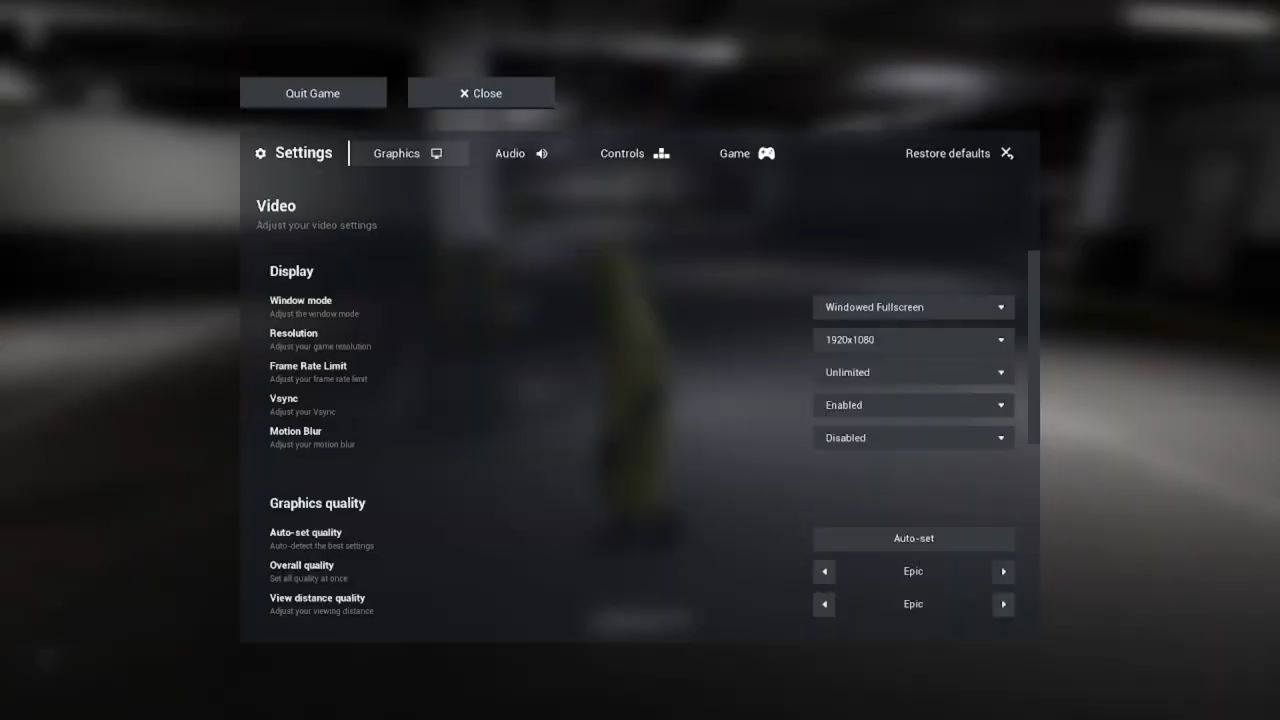 Quit Game
Close
Settings
Graphics
Audio
Controls
Game
Restore defaults
Video
Adjust your video settings
Display
Window mode
Adjust the window mode
Windowed Fullscreen
Resolution
Adjust your game resolution
1920x1080
Frame Rate Limit
Adjust your frame rate limit
Unlimited
Vsync
Adjust your Vsync
Enabled
Motion Blur
Adjust your motion blur
Disabled
Graphics quality
Auto-set quality
Auto-detect the best settings
Auto-set
Overall quality
Set all quality at once
Epic
View distance quality
Adjust your viewing distance
Epic